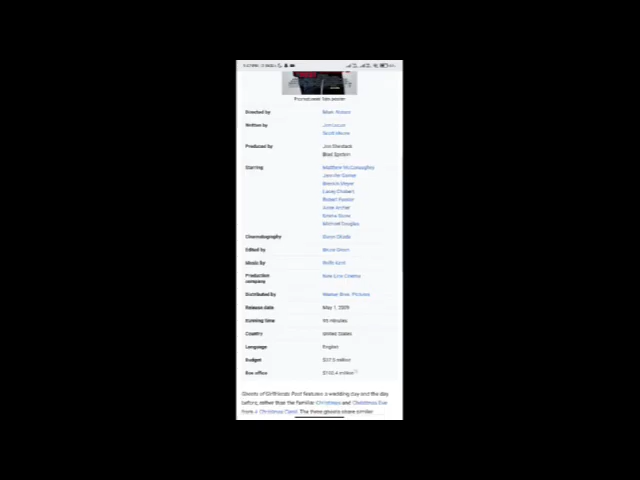 Theatrical release poster
Directed by Mark Waters
Written by Jon Lucas
Scott Moore
Produced by Jon Shestack
Brad Epstein
Starring Matthew McConaughey
Jennifer Garner
Breckin Meyer
Lacey Chabert
Robert Forster
Anne Archer
Emma Stone
Michael Douglas
Cinematography Daryn Okada
Edited by Bruce Green
Music by Rolfe Kent
Production company New Line Cinema
Distributed by Warner Bros. Pictures
Release date May 1, 2009
Running time
Country United States
Language English
Budget
Box office
Ghosts of Girlfriends Past features a wedding day and the day
before, rather than the familiar Christmas and Christmas Eve
from A Christmas Carol. The three ghosts share similar